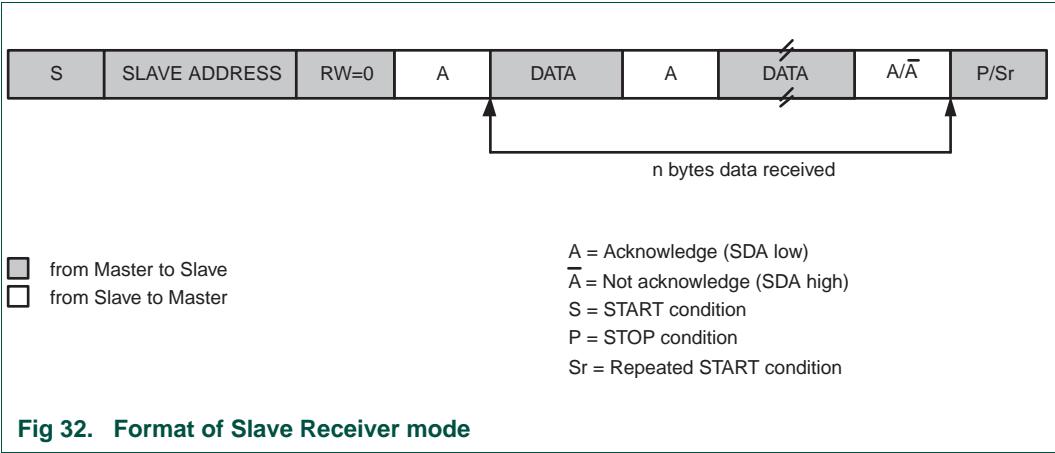 S SLAVE ADDRESS RW=0 A DATA A DATA A/A̅ P/Sr
n bytes data received
from Master to Slave
from Slave to Master
A = Acknowledge (SDA low)
A̅ = Not acknowledge (SDA high)
S = START condition
P = STOP condition
Sr = Repeated START condition
Fig 32. Format of Slave Receiver mode